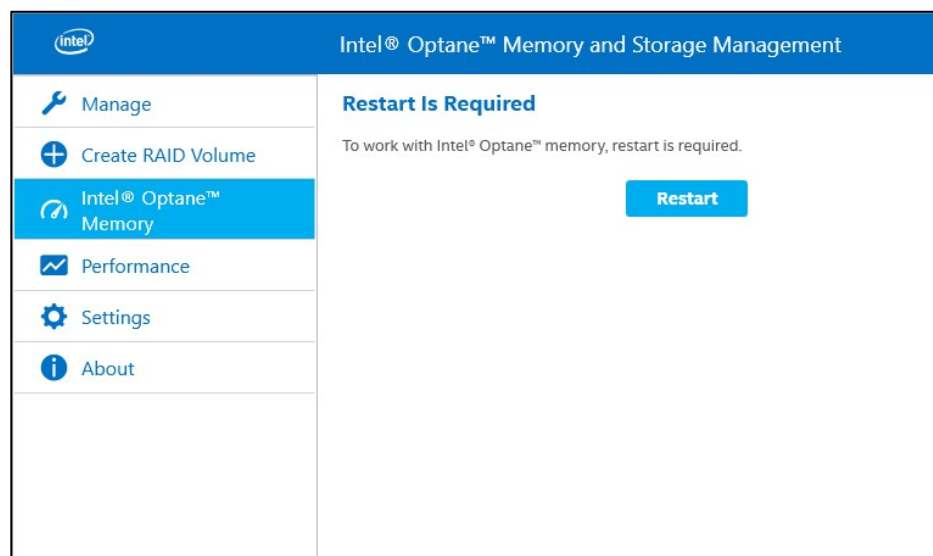 intel
Intel® Optane™ Memory and Storage Management
Manage
Create RAID Volume
Intel® Optane™
Memory
Performance
Settings
About
Restart Is Required
To work with Intel® Optane™ memory, restart is required.
Restart